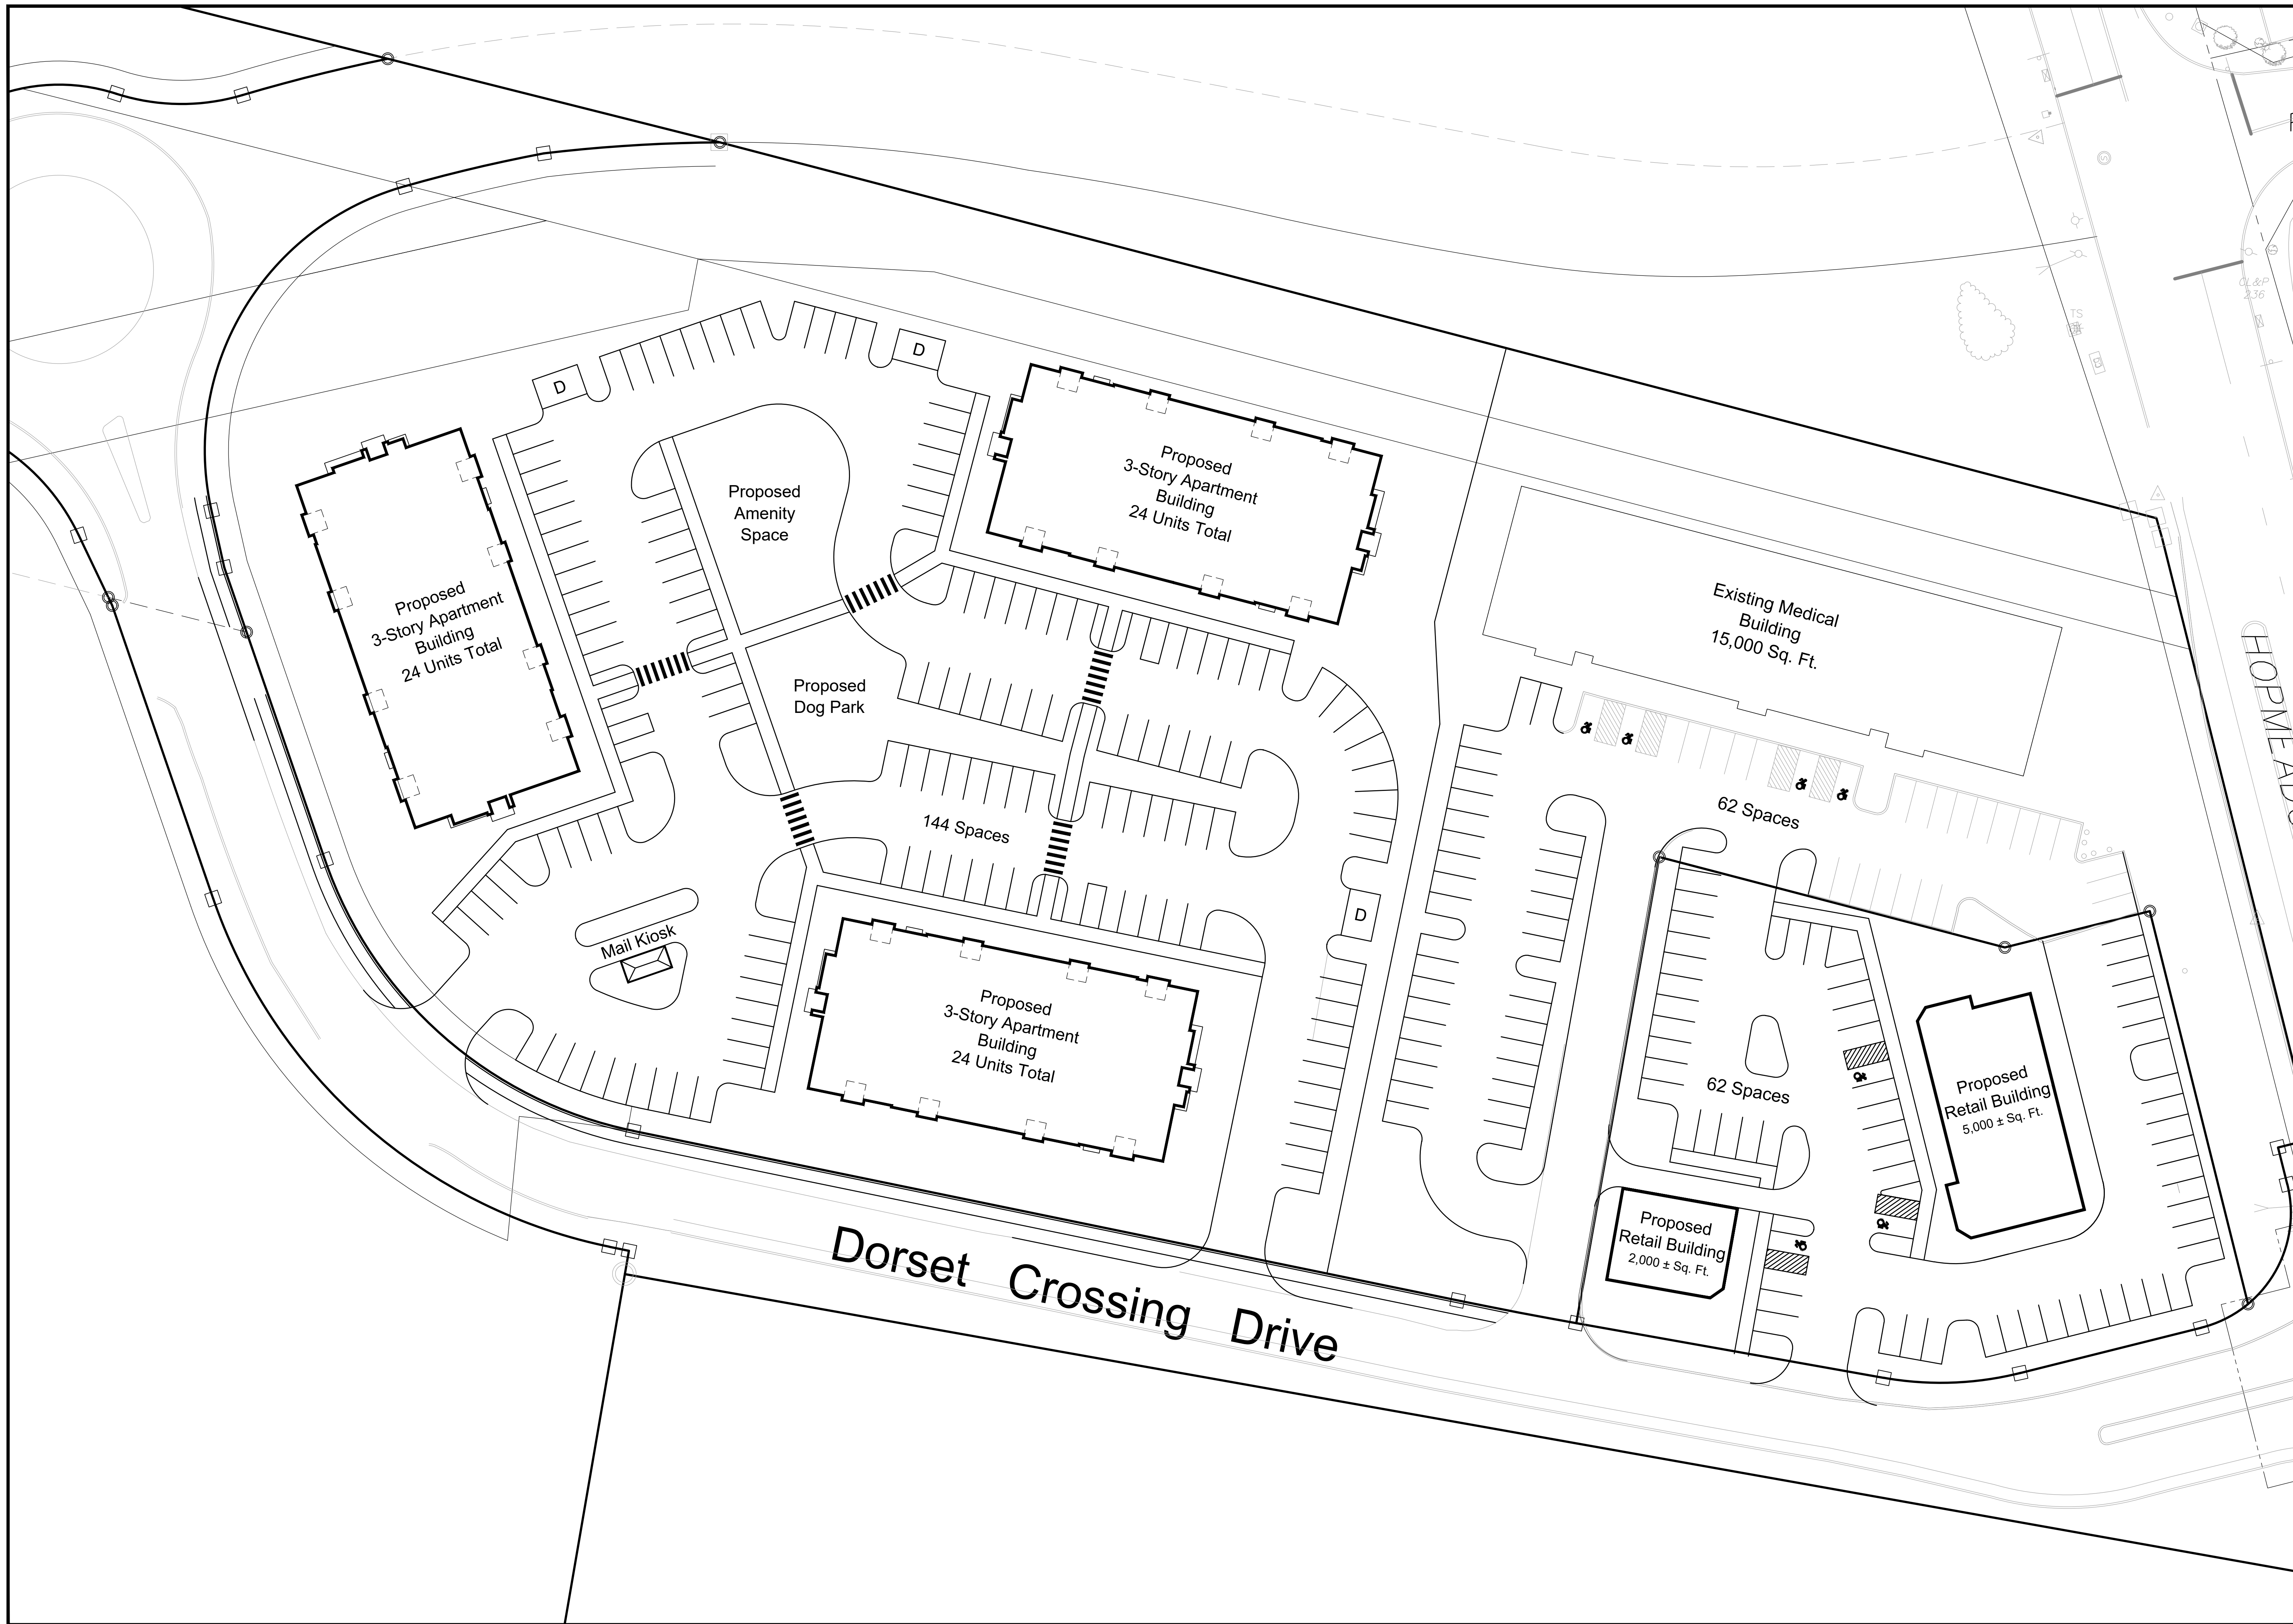 CL&P
236
TS
D
D
Proposed
3-Story Apartment
Building
24 Units Total
Proposed
Amenity
Space
Proposed
3-Story Apartment
Building
24 Units Total
Existing Medical
Building
15,000 Sq. Ft.
Proposed
Dog Park
144 Spaces
62 Spaces
D
Mail Kiosk
Proposed
3-Story Apartment
Building
24 Units Total
62 Spaces
Proposed
Retail Building
5,000 ± Sq. Ft.
Proposed
Retail Building
2,000 ± Sq. Ft.
Dorset Crossing Drive